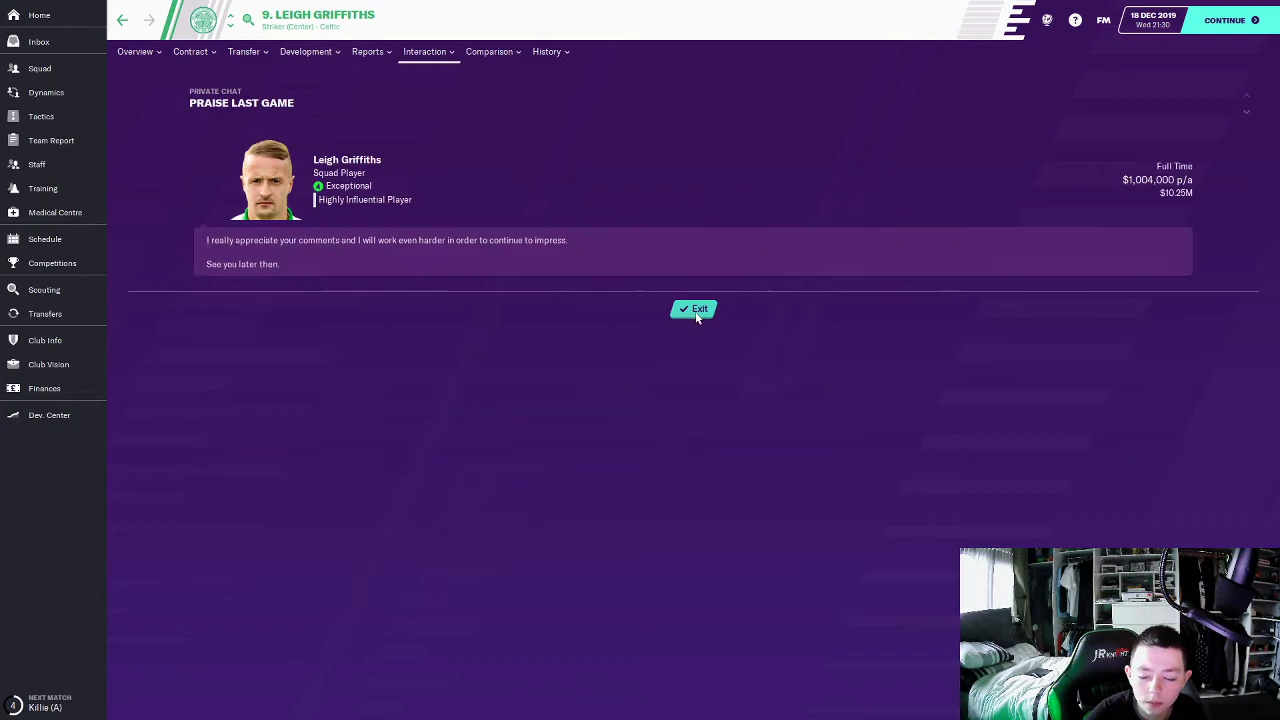 9. LEIGH GRIFFITHS
Striker (Center) - Celtic
FM
18 DEC 2019
Wed 21:30
CONTINUE
Overview
Contract
Transfer
Development
Reports
Interaction
Comparison
History
Inbox
Squad
Dynamics
Tactics
Team Report
Staff
Training
Medical Centre
Schedule
Competitions
Scouting
Transfers
Club Info
Club Vision
Finances
Dev. Center
PRIVATE CHAT
PRAISE LAST GAME
Leigh Griffiths
Squad Player
4 Exceptional
Highly Influential Player
Full Time
$1,004,000 p/a
$10.25M
I really appreciate your comments and I will work even harder in order to continue to impress.
See you later then.
Exit
4
NEXT MATCH
Killie (A)
JR KNIGHT